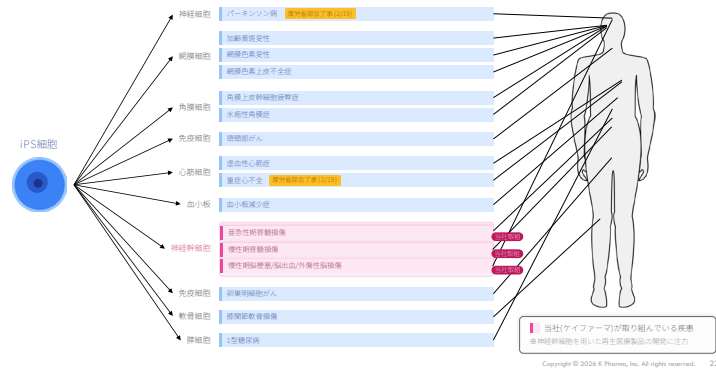 iPS細胞
神経細胞
パーキンソン病 厚労省部会了承(2/19)
網膜細胞
加齢黄斑変性
網膜色素変性
網膜色素上皮不全症
角膜細胞
角膜上皮幹細胞疲弊症
水疱性角膜症
免疫細胞
頭頸部がん
心筋細胞
虚血性心筋症
重症心不全 厚労省部会了承(2/19)
血小板
血小板減少症
神経幹細胞
亜急性期脊髄損傷 当社取組
慢性期脊髄損傷 当社取組
慢性期脳梗塞/脳出血/外傷性脳損傷 当社取組
免疫細胞
卵巣明細胞がん
軟骨細胞
膝関節軟骨損傷
膵細胞
1型糖尿病
当社(ケイファーマ)が取り組んでいる疾患
※神経幹細胞を用いた再生医療製品の開発に注力
Copyright © 2026 K Pharma, Inc. All rights reserved.